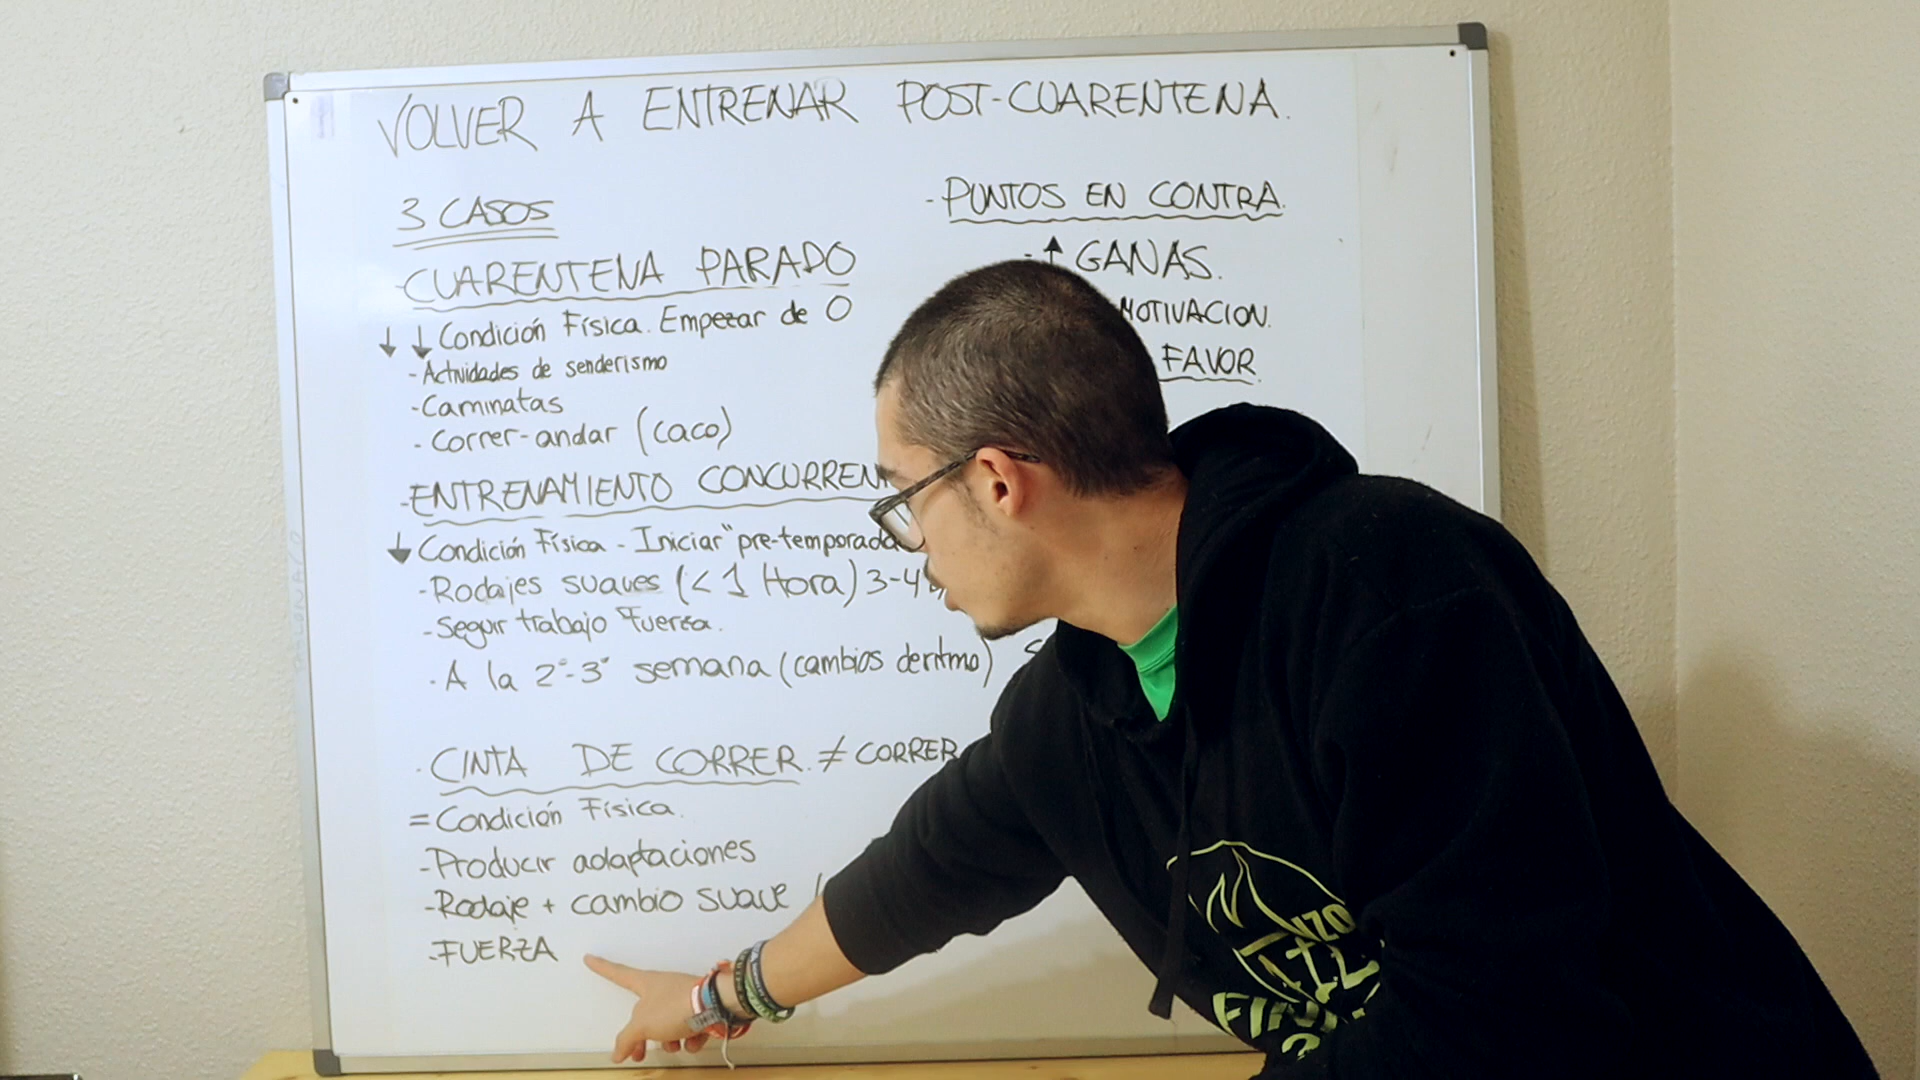 VOLVER A ENTRENAR POST-CUARENTENA.
3 CASOS
-CUARENTENA PARADO
↓ ↓ Condición Física. Empezar de 0
-Actividades de senderismo
-Caminatas
- Correr-andar (caco)
-ENTRENAMIENTO
↓ Condición Física - Iniciar "pre-temporada
-Rodajes suaves (< 1 Hora) 3-4
-Seguir trabajo Fuerza.
-A la 2ª-3ª semana (cambios de ritmo)
-CINTA DE CORRER. ≠ CORRER
= Condición Física.
-Producir adaptaciones
-Rodaje + cambio suave
-FUERZA
- PUNTOS EN CONTRA.
-↑ GANAS.
MOTIVACION.
FAVOR.